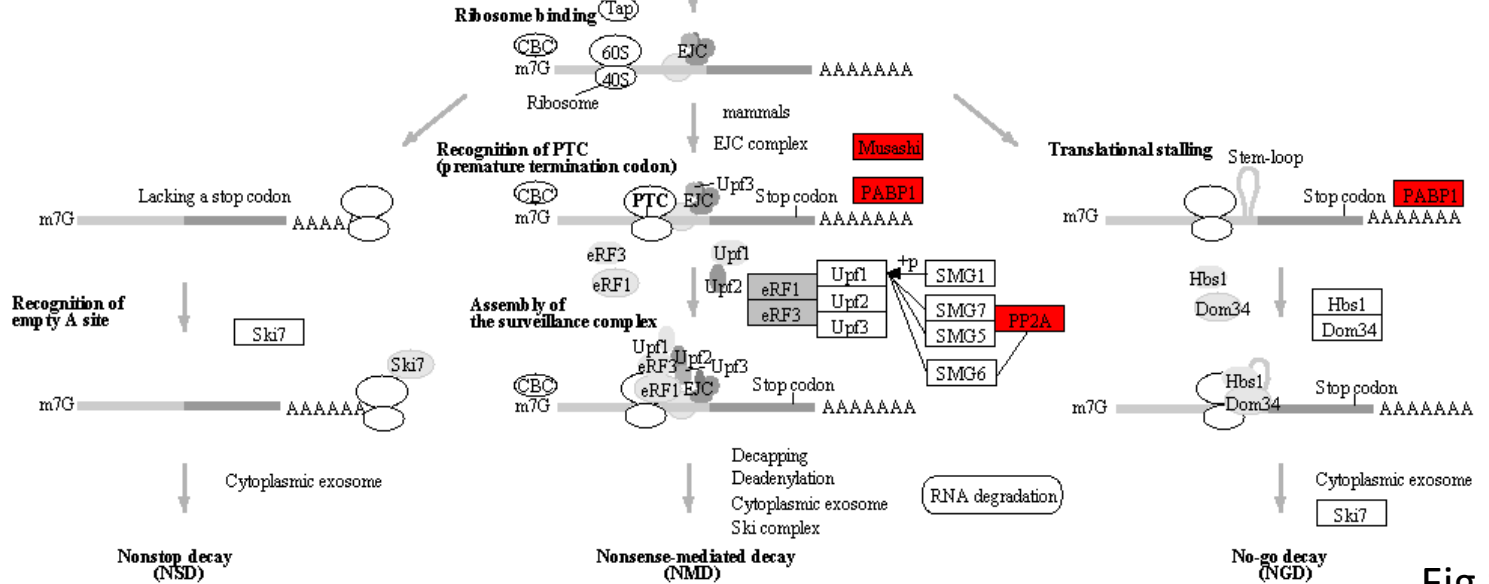 Ribosome binding
Tap
CBC
60S
EJC
m7G
40S
AAAAAAA
Ribosome
mammals
EJC complex
Musashi
Recognition of PTC
(premature termination codon)
CBC
Upf3
PTC
EJC
Stop codon
PABP1
m7G
AAAAAAA
Lacking a stop codon
m7G
AAAA
Translational stalling
Stem-loop
Stop codon
PABP1
m7G
AAAAAAA
eRF3
eRF1
Upf1
Upf2
eRF1
eRF3
Upf1
Upf2
Upf3
+p
SMG1
SMG7
SMG5
SMG6
PP2A
Recognition of
empty A site
Ski7
Ski7
m7G
AAAAAA
Assembly of
the surveillance complex
Upf1
Upf2
eRF3
Upf3
CBC
eRF1
EJC
Stop codon
m7G
AAAAAAA
Hbs1
Dom34
Hbs1
Dom34
Hbs1
Dom34
Stop codon
m7G
AAAAAAA
Cytoplasmic exosome
Decapping
Deadenylation
Cytoplasmic exosome
Ski complex
RNA degradation
Cytoplasmic exosome
Ski7
Nonstop decay
(NSD)
Nonsense-mediated decay
(NMD)
No-go decay
(NGD)
Fig